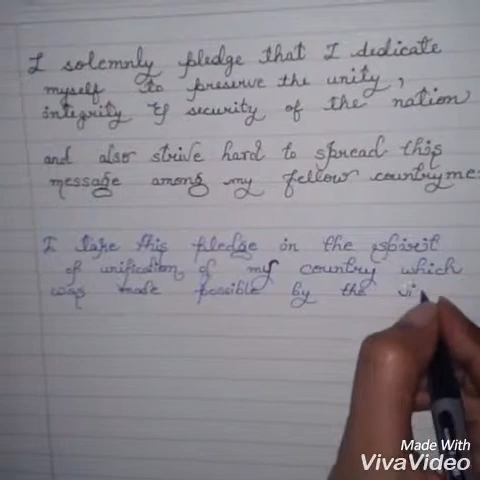 I solemnly pledge that I dedicate
myself to preserve the unity,
integrity & security of the nation
and also strive hard to spread this
message among my fellow countryme
I take this pledge in the spirit
of unification of my country which
was made possible by the vi
Made With
VivaVideo